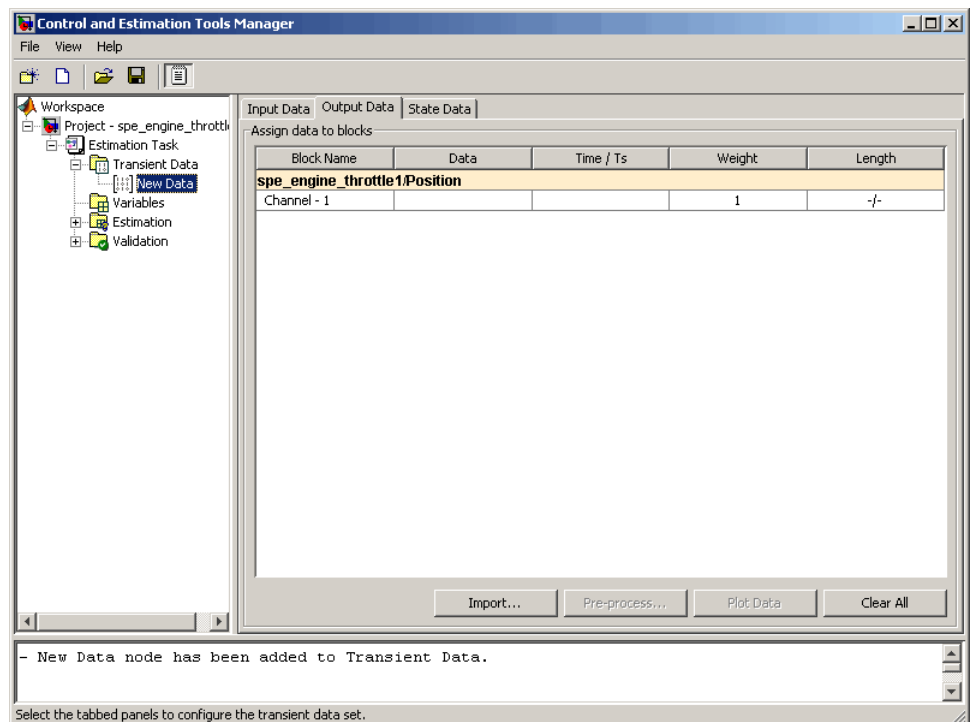 Control and Estimation Tools Manager
File View Help
Workspace
Project - spe_engine_throttl
Estimation Task
Transient Data
New Data
Variables
Estimation
Validation
Input Data Output Data State Data
Assign data to blocks
Block Name Data Time / Ts Weight Length
spe_engine_throttle1/Position
Channel - 1 1 -/-
Import... Pre-process... Plot Data Clear All
- New Data node has been added to Transient Data.
Select the tabbed panels to configure the transient data set.